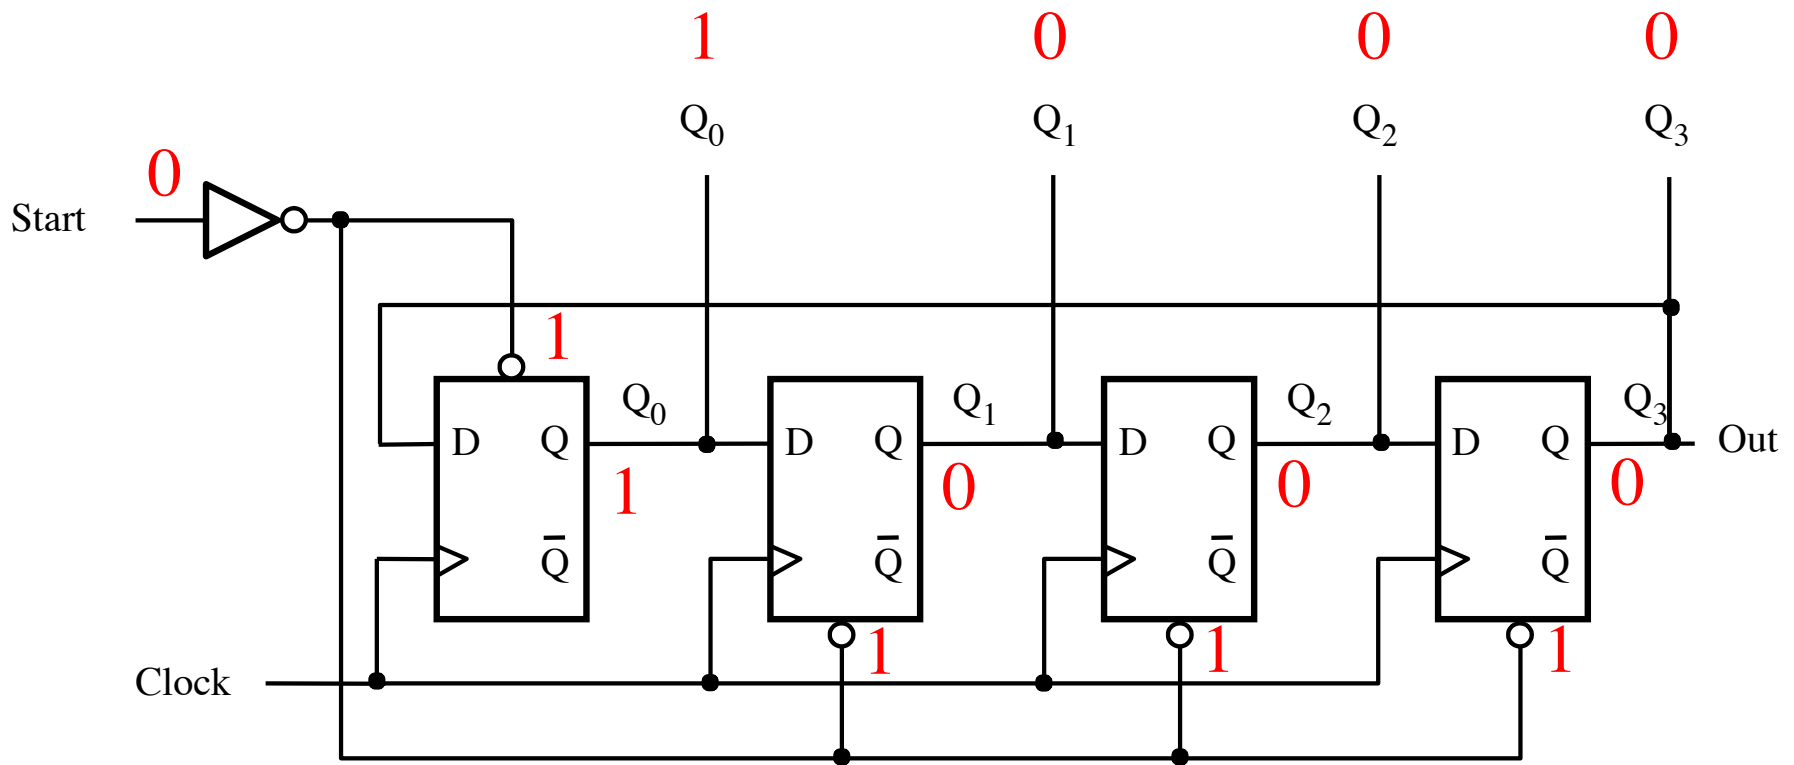 1 0 0 0
Q0 Q1 Q2 Q3
0
Start
1
Q0 Q1 Q2 Q3
D Q D Q D Q D Q Out
1 0 0 0
Q̅ Q̅ Q̅ Q̅
1 1 1
Clock